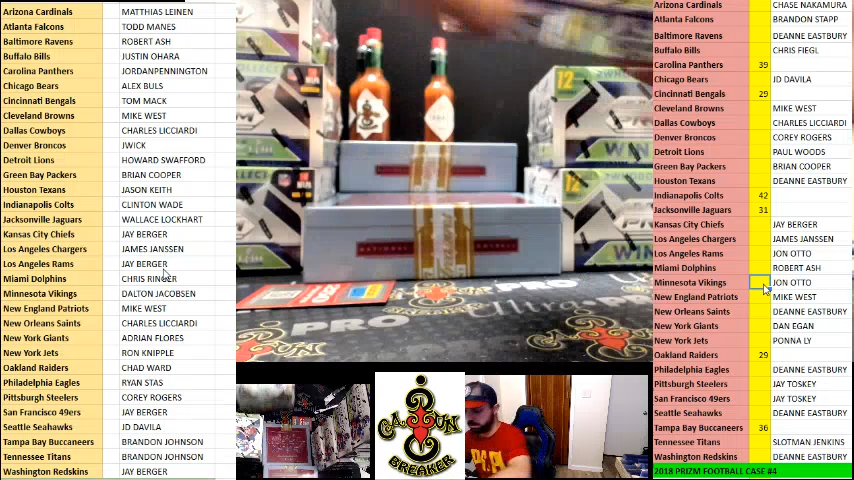 Arizona Cardinals MATTHIAS LEINEN
Atlanta Falcons TODD MANES
Baltimore Ravens ROBERT ASH
Buffalo Bills JUSTIN OHARA
Carolina Panthers JORDANPENNINGTON
Chicago Bears ALEX BULS
Cincinnati Bengals TOM MACK
Cleveland Browns MIKE WEST
Dallas Cowboys CHARLES LICCIARDI
Denver Broncos JWICK
Detroit Lions HOWARD SWAFFORD
Green Bay Packers BRIAN COOPER
Houston Texans JASON KEITH
Indianapolis Colts CLINTON WADE
Jacksonville Jaguars WALLACE LOCKHART
Kansas City Chiefs JAY BERGER
Los Angeles Chargers JAMES JANSSEN
Los Angeles Rams JAY BERGER
Miami Dolphins CHRIS RINGER
Minnesota Vikings DALTON JACOBSEN
New England Patriots MIKE WEST
New Orleans Saints CHARLES LICCIARDI
New York Giants ADRIAN FLORES
New York Jets RON KNIPPLE
Oakland Raiders CHAD WARD
Philadelphia Eagles RYAN STAS
Pittsburgh Steelers COREY ROGERS
San Francisco 49ers JAY BERGER
Seattle Seahawks JD DAVILA
Tampa Bay Buccaneers BRANDON JOHNSON
Tennessee Titans BRANDON JOHNSON
Washington Redskins JAY BERGER
12
12
WIN
PRO
CAJUN
BREAKER
Arizona Cardinals CHASE NAKAMURA
Atlanta Falcons BRANDON STAPP
Baltimore Ravens DEANNE EASTBURY
Buffalo Bills CHRIS FIEGL
Carolina Panthers 39
Chicago Bears JD DAVILA
Cincinnati Bengals 29
Cleveland Browns MIKE WEST
Dallas Cowboys CHARLES LICCIARDI
Denver Broncos COREY ROGERS
Detroit Lions PAUL WOODS
Green Bay Packers BRIAN COOPER
Houston Texans DEANNE EASTBURY
Indianapolis Colts 42
Jacksonville Jaguars 31
Kansas City Chiefs JAY BERGER
Los Angeles Chargers JAMES JANSSEN
Los Angeles Rams JON OTTO
Miami Dolphins ROBERT ASH
Minnesota Vikings JON OTTO
New England Patriots MIKE WEST
New Orleans Saints DEANNE EASTBURY
New York Giants DAN EGAN
New York Jets PONNA LY
Oakland Raiders 29
Philadelphia Eagles DEANNE EASTBURY
Pittsburgh Steelers JAY TOSKEY
San Francisco 49ers JAY TOSKEY
Seattle Seahawks DEANNE EASTBURY
Tampa Bay Buccaneers 36
Tennessee Titans SLOTMAN JENKINS
Washington Redskins DEANNE EASTBURY
2018 PRIZM FOOTBALL CASE #4